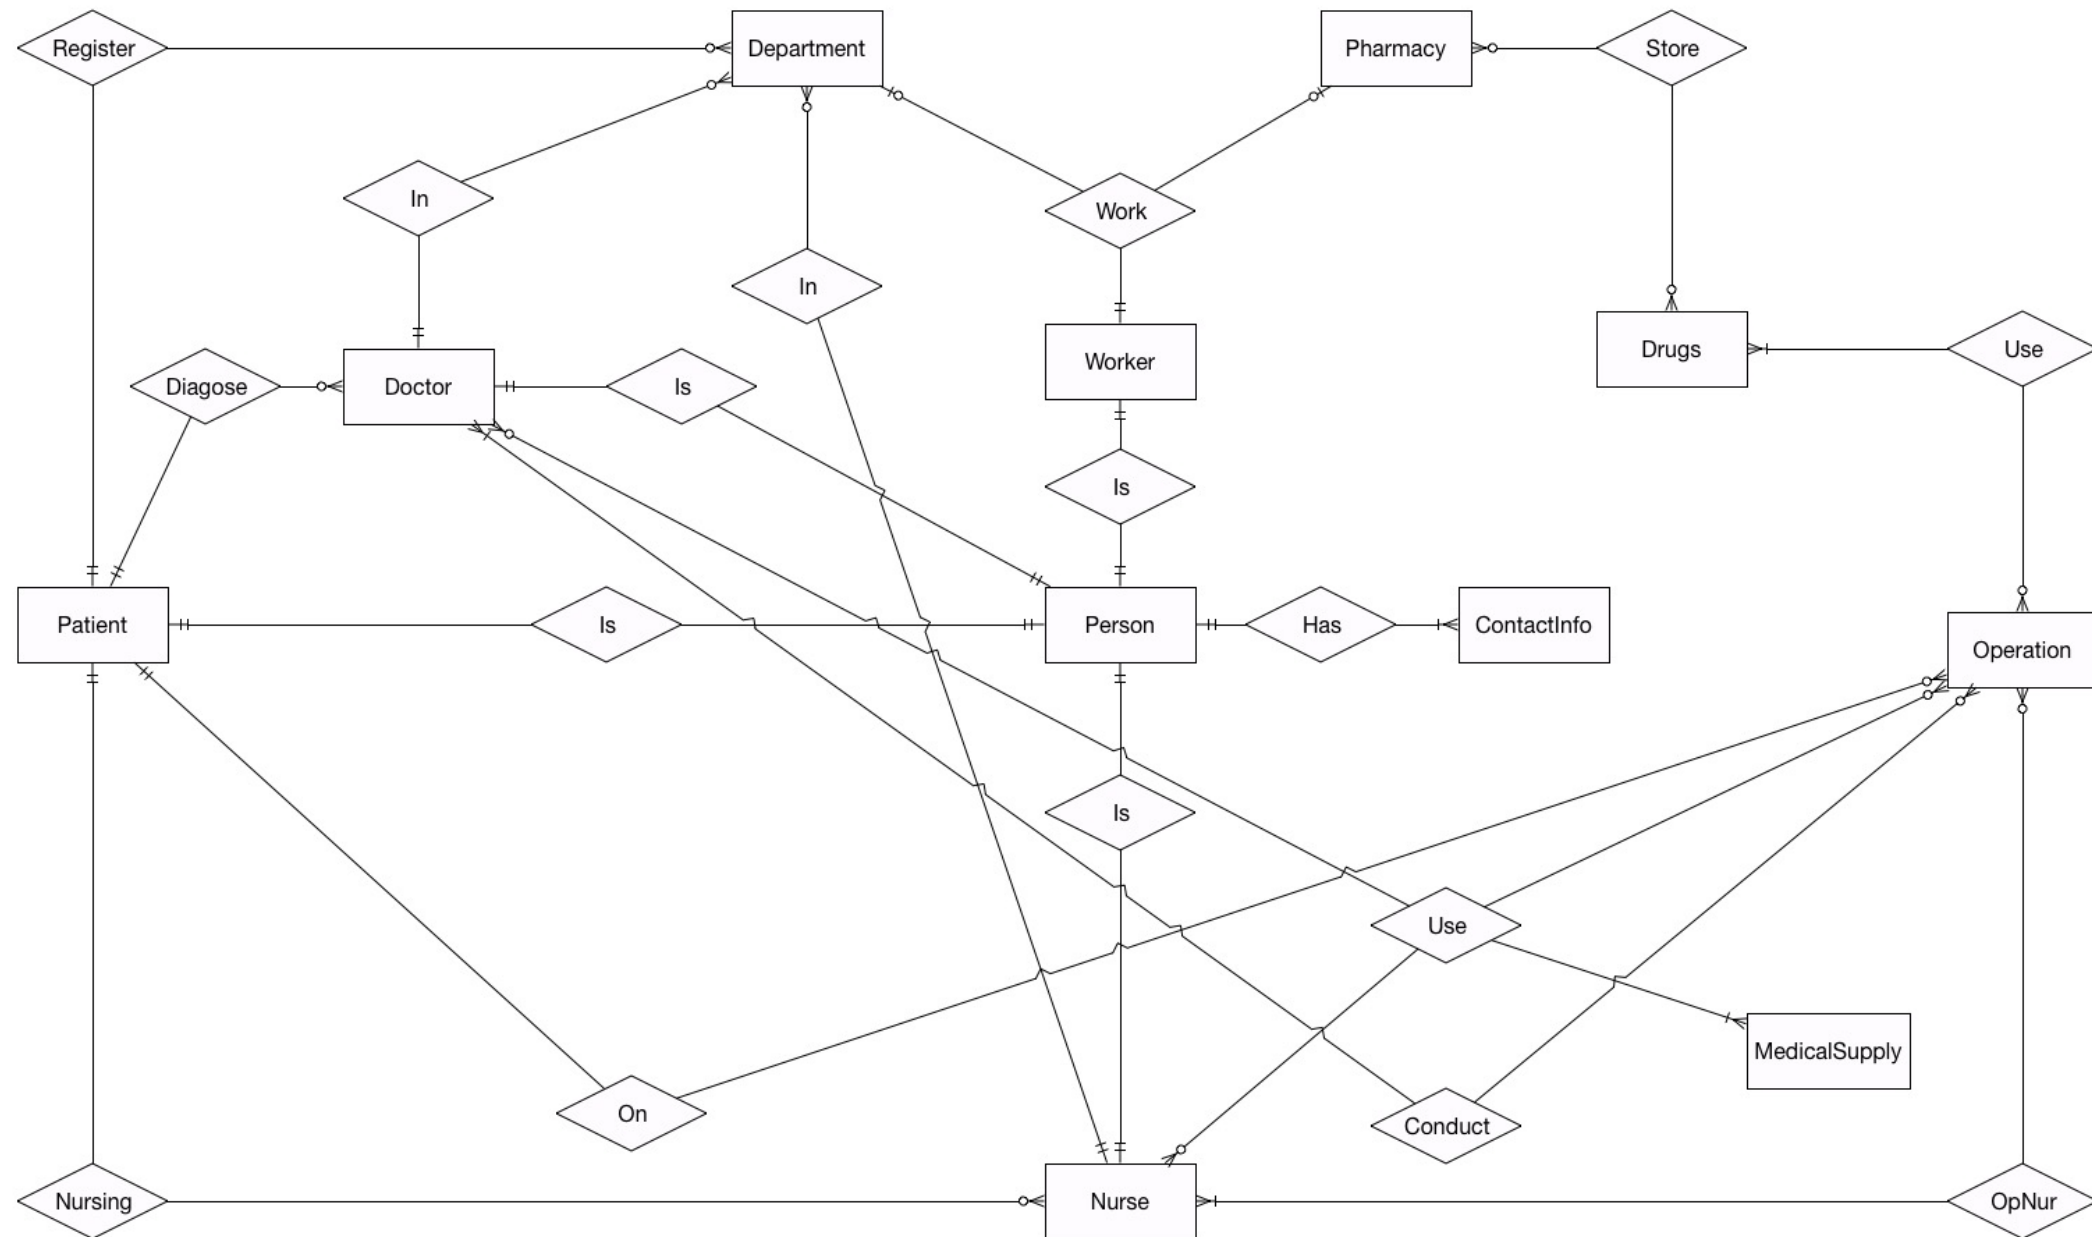 Register
Department
Pharmacy
Store
In
Work
In
Worker
Drugs
Use
Diagose
Doctor
Is
Is
Patient
Is
Person
Has
ContactInfo
Operation
Is
Use
MedicalSupply
On
Conduct
Nursing
Nurse
OpNur